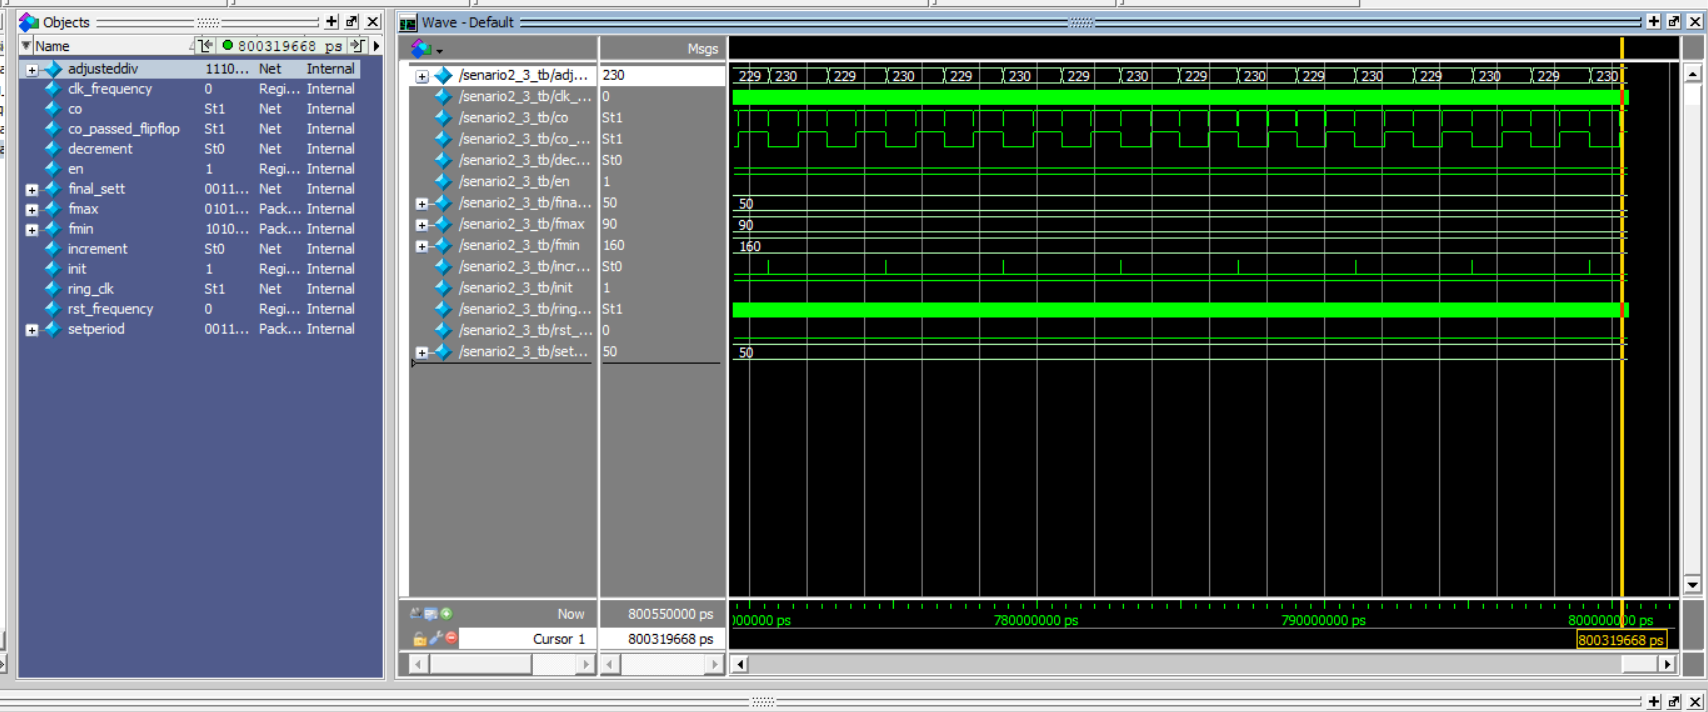 Objects
Name 800319668 ps
adjusteddiv 1110... Net Internal
clk_frequency 0 Regi... Internal
co St1 Net Internal
co_passed_flipflop St1 Net Internal
decrement St0 Net Internal
en 1 Regi... Internal
final_sett 0011... Net Internal
fmax 0101... Pack... Internal
fmin 1010... Pack... Internal
increment St0 Net Internal
init 1 Regi... Internal
ring_clk St1 Net Internal
rst_frequency 0 Regi... Internal
setperiod 0011... Pack... Internal
Wave - Default
Msgs
/senario2_3_tb/adj... 230 229 230 229 230 229 230 229 230 229 230 229 230 229 230 229 230
/senario2_3_tb/clk_... 0
/senario2_3_tb/co St1
/senario2_3_tb/co_... St1
/senario2_3_tb/dec... St0
/senario2_3_tb/en 1
/senario2_3_tb/fina... 50 50
/senario2_3_tb/fmax 90 90
/senario2_3_tb/fmin 160 160
/senario2_3_tb/incr... St0
/senario2_3_tb/init 1
/senario2_3_tb/ring... St1
/senario2_3_tb/rst_... 0
/senario2_3_tb/set... 50 50
Now 800550000 ps
00000 ps 780000000 ps 790000000 ps 800000000 ps
Cursor 1 800319668 ps 800319668 ps